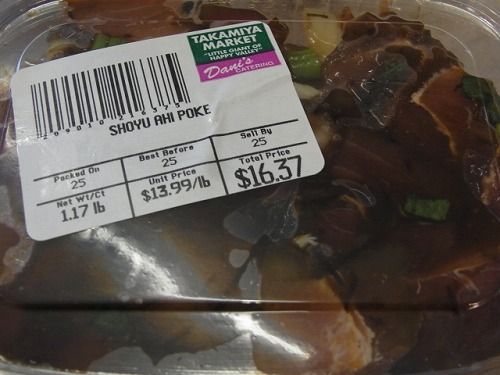 TAKAMIYA
MARKET
"LITTLE GIANT OF
HAPPY VALLEY"
Dani's
CATERING
SHOYU AHI POKE
Packed On
25
Best Before
25
Sell By
25
Net Wt/Ct
1.17 lb
Unit Price
$13.99/lb
Total Price
$16.37